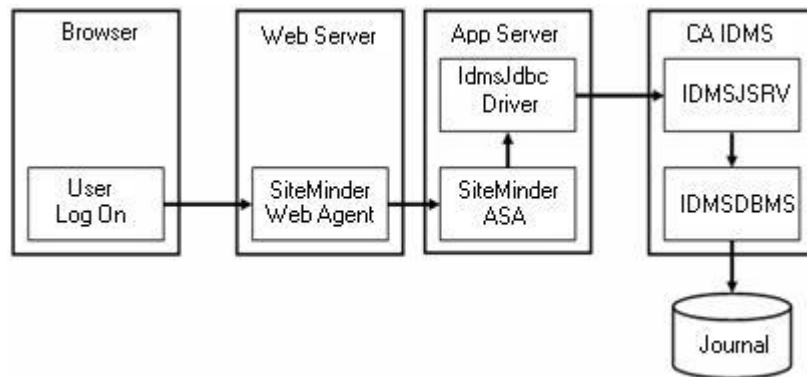 Browser
User
Log On
Web Server
SiteMinder
Web Agent
App Server
IdmsJdbc
Driver
SiteMinder
ASA
CA IDMS
IDMSJSRV
IDMSDBMS
Journal